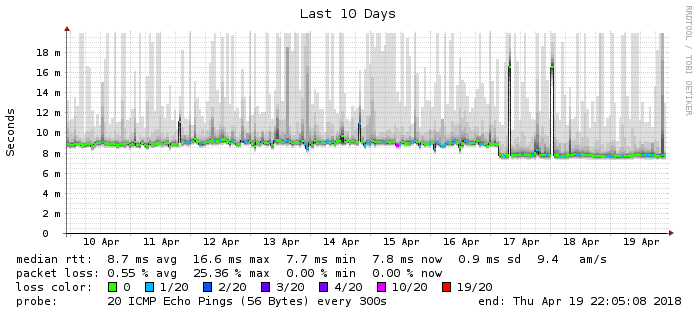 Last 10 Days
RRDTOOL / TOBI OETIKER
Seconds
18 m
16 m
14 m
12 m
10 m
8 m
6 m
4 m
2 m
0
10 Apr 11 Apr 12 Apr 13 Apr 14 Apr 15 Apr 16 Apr 17 Apr 18 Apr 19 Apr
median rtt: 8.7 ms avg 16.6 ms max 7.7 ms min 7.8 ms now 0.9 ms sd 9.4 am/s
packet loss: 0.55 % avg 25.36 % max 0.00 % min 0.00 % now
loss color: 0 1/20 2/20 3/20 4/20 10/20 19/20
probe: 20 ICMP Echo Pings (56 Bytes) every 300s end: Thu Apr 19 22:05:08 2018